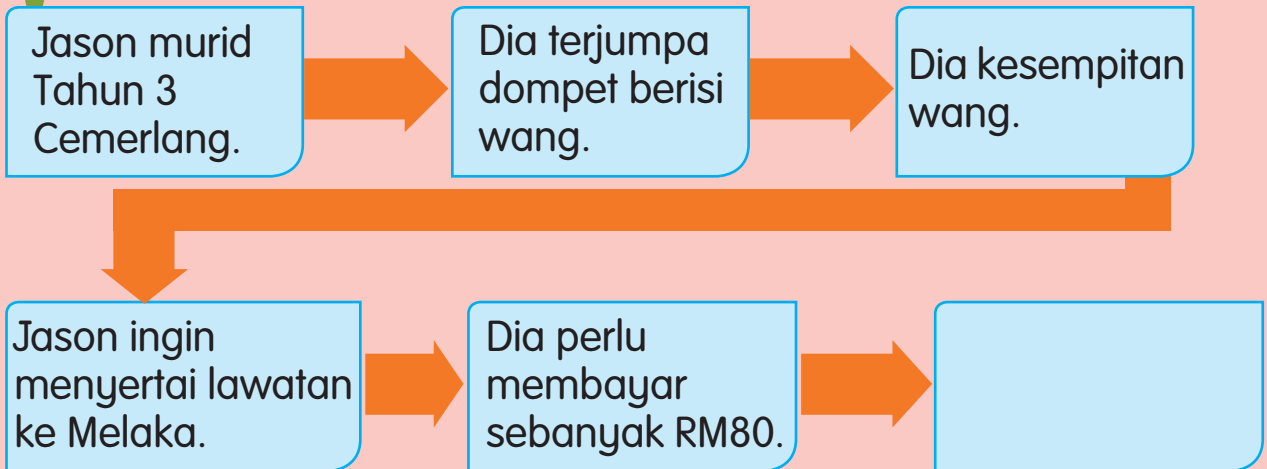 Jason murid
Tahun 3
Cemerlang.
Dia terjumpa
dompet berisi
wang.
Dia kesempitan
wang.
Jason ingin
menyertai lawatan
ke Melaka.
Dia perlu
membayar
sebanyak RM80.